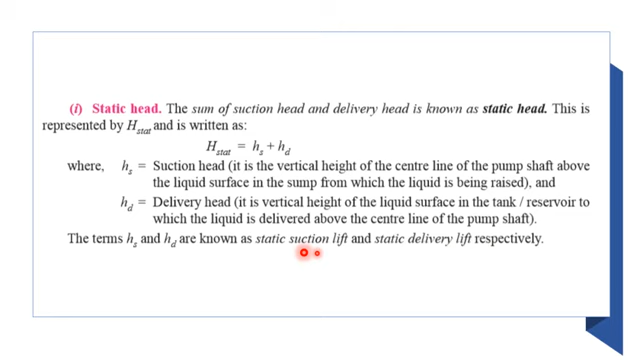 (i) Static head. The sum of suction head and delivery head is known as static head. This is
represented by Hstat and is written as:
Hstat = hs + hd
where, hs = Suction head (it is the vertical height of the centre line of the pump shaft above
the liquid surface in the sump from which the liquid is being raised), and
hd = Delivery head (it is vertical height of the liquid surface in the tank / reservoir to
which the liquid is delivered above the centre line of the pump shaft).
The terms hs and hd are known as static suction lift and static delivery lift respectively.